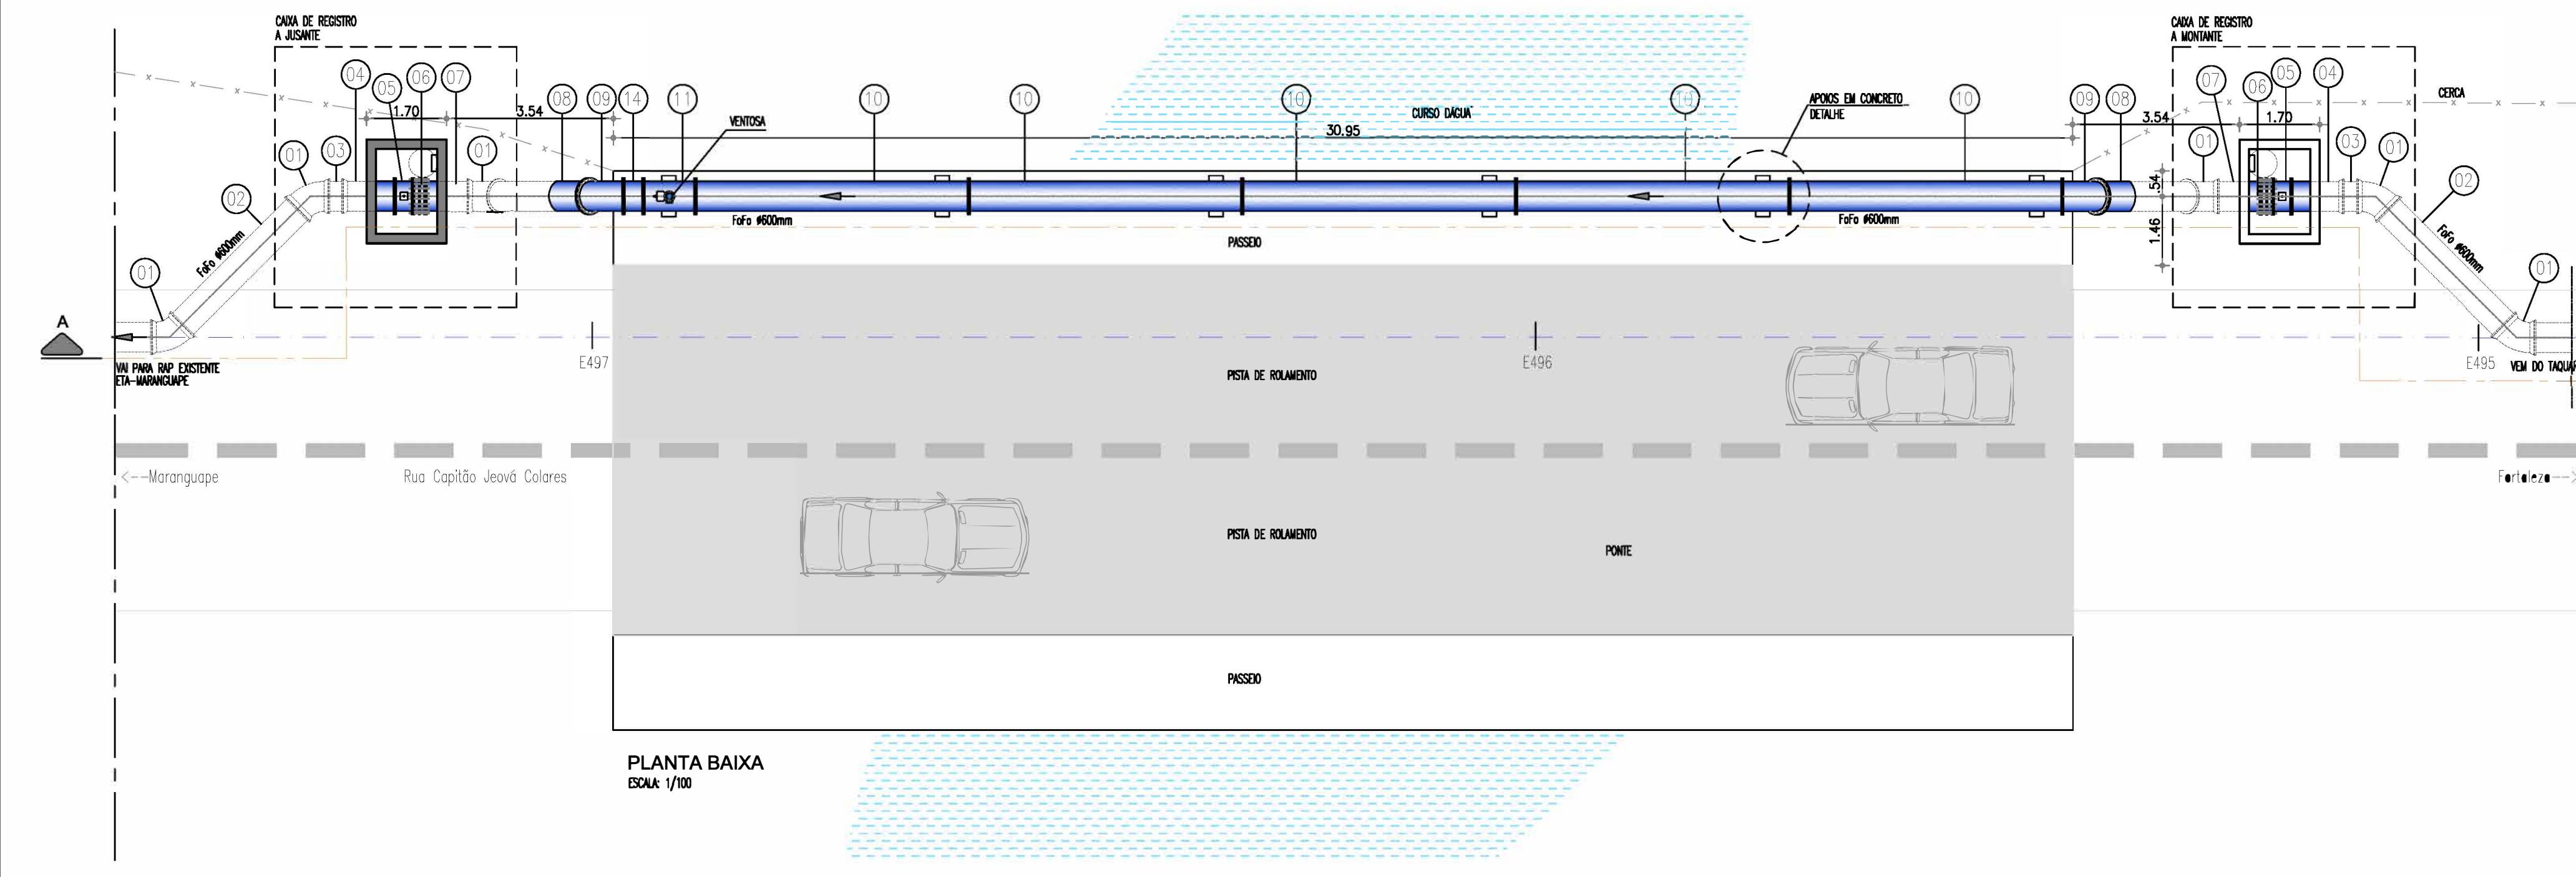 CAIXA DE REGISTRO
A JUSANTE
CAIXA DE REGISTRO
A MONTANTE
04
05
06
07
08
09
14
11
10
10
10
10
10
09
08
07
06
05
04
1.70
3.54
VENTOSA
30.95
CURSO DÁGUA
APOIOS EM CONCRETO
DETALHE
3.54
1.70
CERCA
01
03
01
01
03
01
02
02
.54
1.46
FoFo ø600mm
FoFo ø600mm
FoFo ø600mm
FoFo ø600mm
PASSEIO
01
01
A
VAI PARA RAP EXISTENTE
ETA-MARANGUAPE
E497
E496
E495
VEM DO
PISTA DE ROLAMENTO
<--Maranguape
Rua Capitão Jeová Colares
Fortaleza-->
PISTA DE ROLAMENTO
PONTE
PASSEIO
PLANTA BAIXA
ESCALA: 1/100